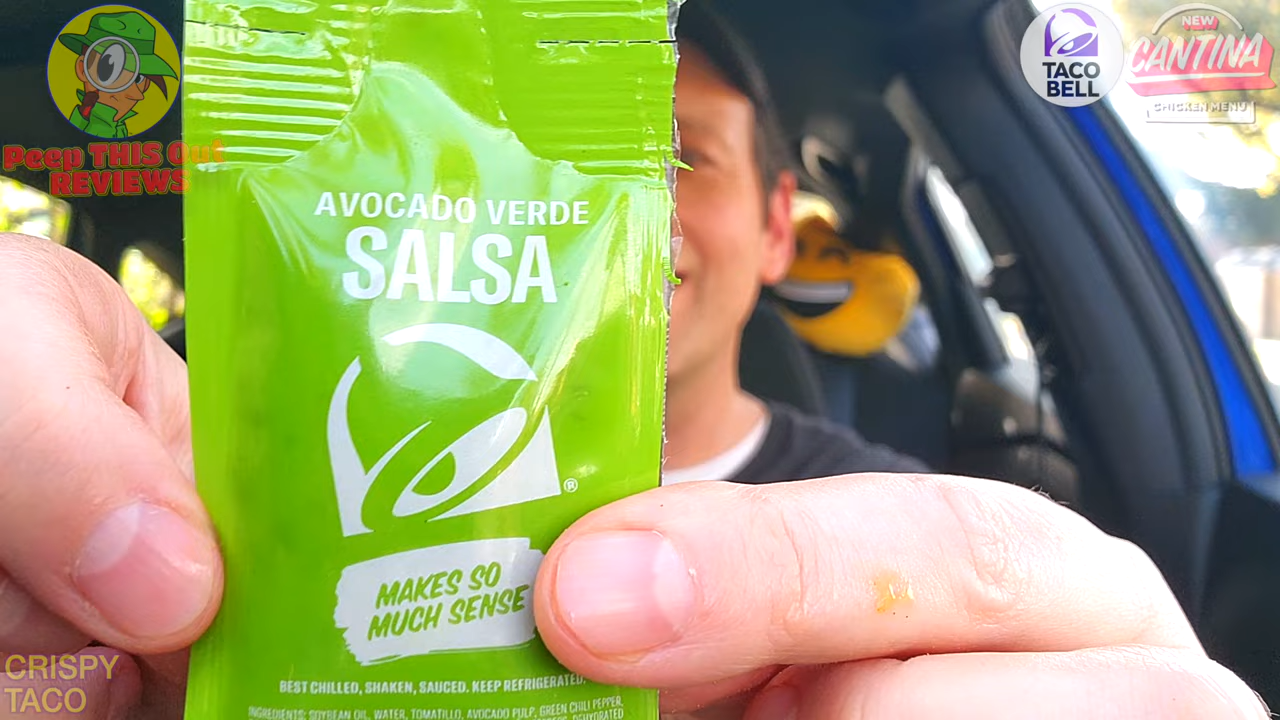 Peep THIS Out
REVIEWS
TACO
BELL
NEW
CANTINA
CHICKEN MENU
AVOCADO VERDE
SALSA
®
MAKES SO
MUCH SENSE
BEST CHILLED, SHAKEN, SAUCED. KEEP REFRIGERATED.
INGREDIENTS: SOYBEAN OIL, WATER, TOMATILLO, AVOCADO PULP, GREEN CHILI PEPPER,
DEHYDRATED
CRISPY
TACO